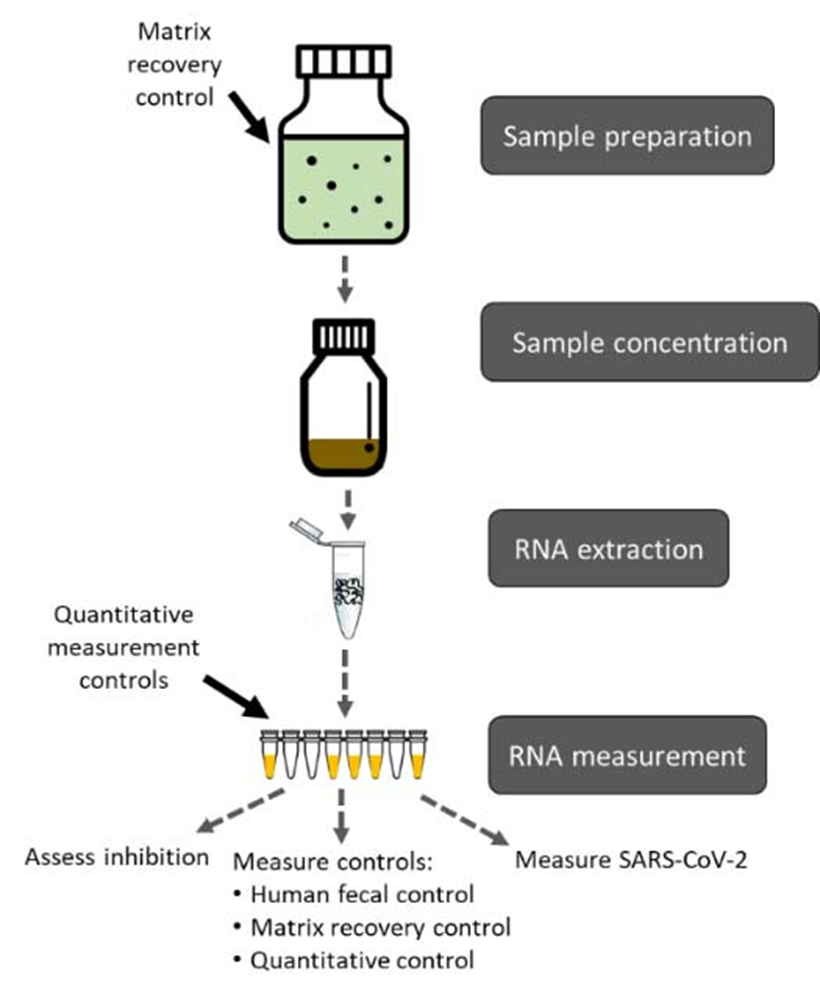 Matrix
recovery
control
Sample preparation
Sample concentration
RNA extraction
Quantitative
measurement
controls
RNA measurement
Assess inhibition
Measure controls:
• Human fecal control
• Matrix recovery control
• Quantitative control
Measure SARS-CoV-2